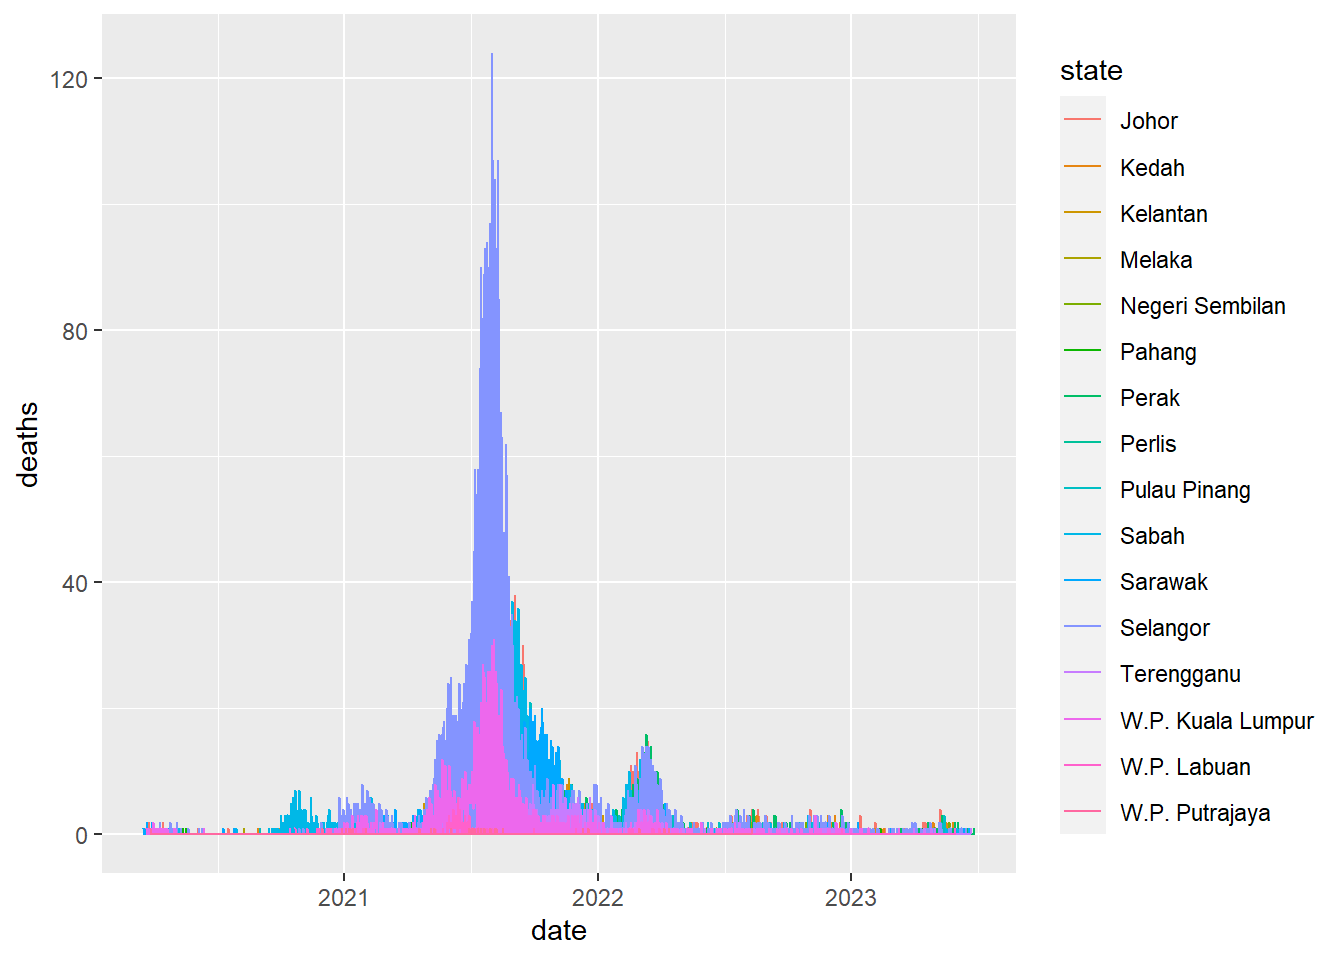 120
80
40
0
deaths
2021
2022
2023
date
state
Johor
Kedah
Kelantan
Melaka
Negeri Sembilan
Pahang
Perak
Perlis
Pulau Pinang
Sabah
Sarawak
Selangor
Terengganu
W.P. Kuala Lumpur
W.P. Labuan
W.P. Putrajaya